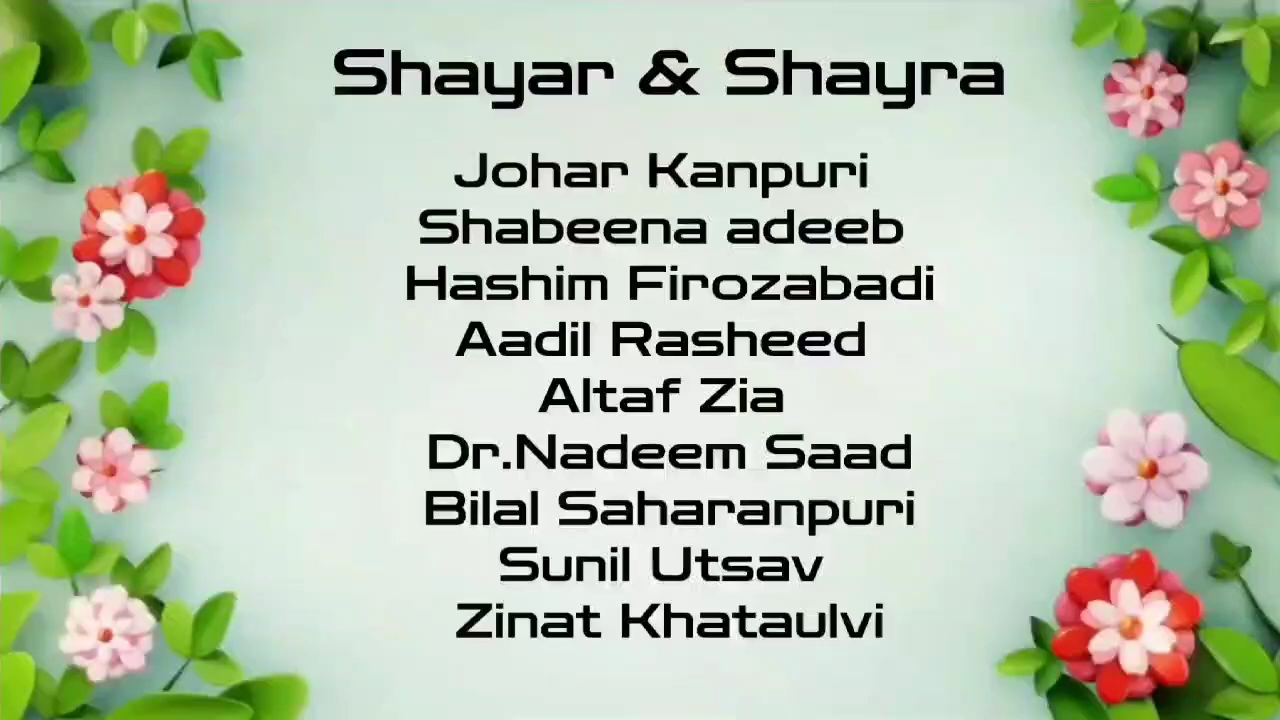 Shayar & Shayra
Johar Kanpuri
Shabeena adeeb
Hashim Firozabadi
Aadil Rasheed
Altaf Zia
Dr.Nadeem Saad
Bilal Saharanpuri
Sunil Utsav
Zinat Khataulvi